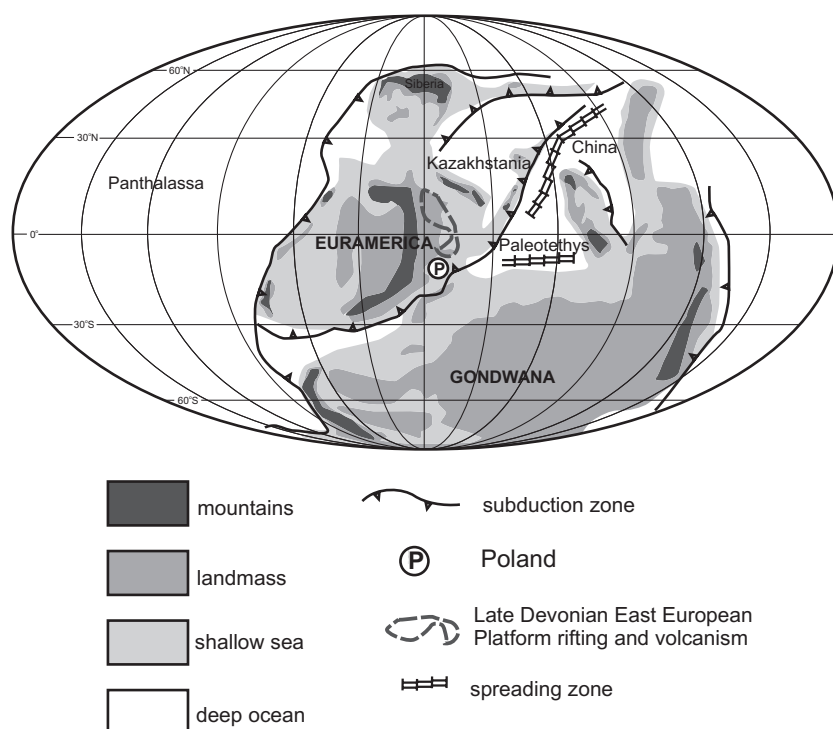 60°N
Siberia
30°N
China
Kazakhstania
Panthalassa
0°
EURAMERICA
Paleotethys
P
30°S
GONDWANA
60°S
mountains
subduction zone
P
Poland
landmass
Late Devonian East European
Platform rifting and volcanism
shallow sea
spreading zone
deep ocean